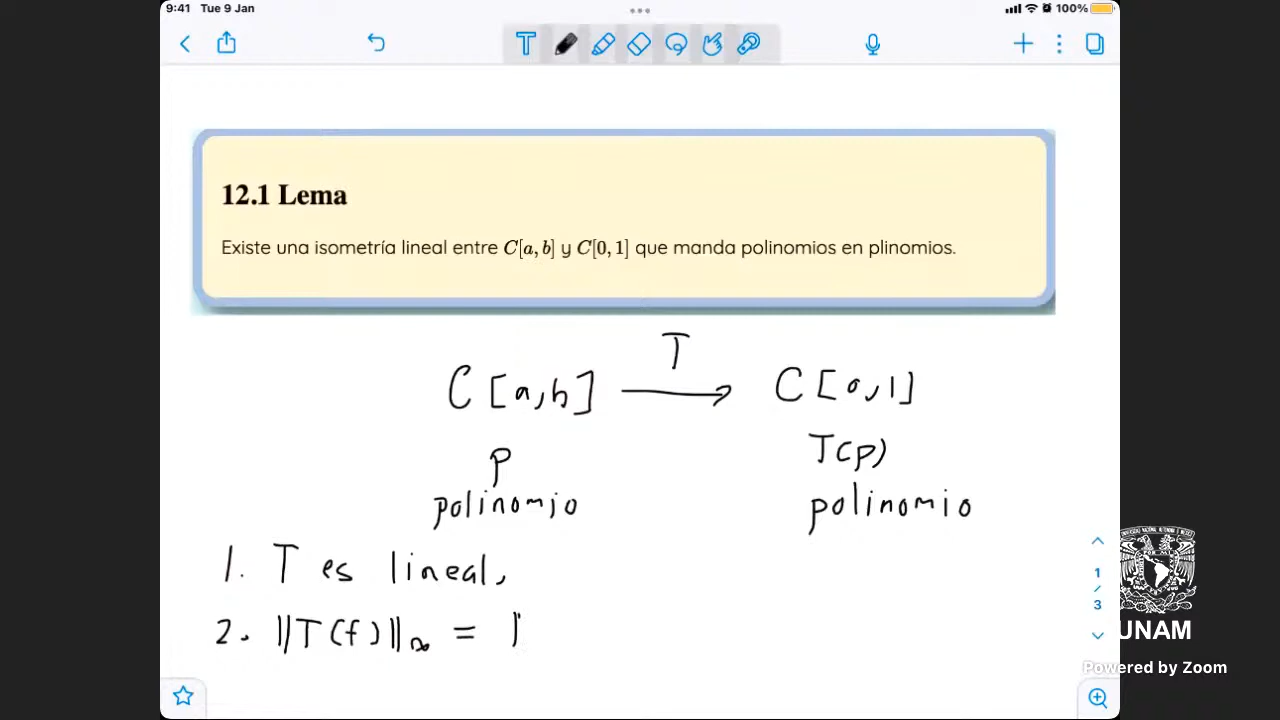 9:41 Tue 9 Jan 100%
12.1 Lema
Existe una isometría lineal entre C[a, b] y C[0, 1] que manda polinomios en plinomios.
T
C[a,b] ⟶ C[0,1]
p T(p)
polinomio polinomio
1. T es lineal,
2. ||T(f)||∞ = |
1
/
3
UNAM
Powered by Zoom